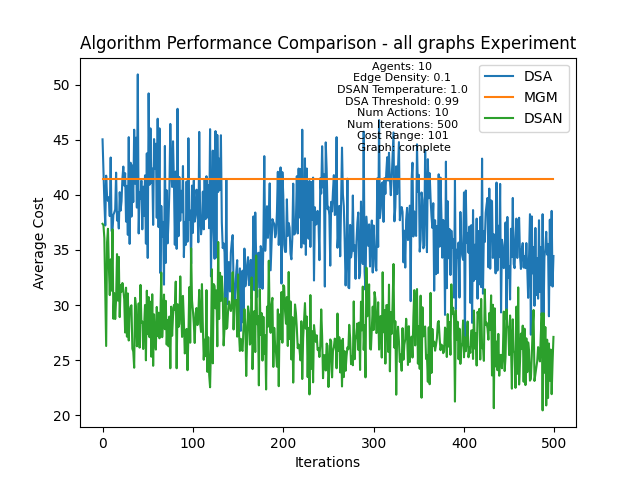 Algorithm Performance Comparison - all graphs Experiment
Agents: 10
Edge Density: 0.1
DSAN Temperature: 1.0
DSA Threshold: 0.99
Num Actions: 10
Num Iterations: 500
Cost Range: 101
Graph: complete
DSA
MGM
DSAN
Average Cost
50
45
40
35
30
25
20
0
100
200
300
400
500
Iterations